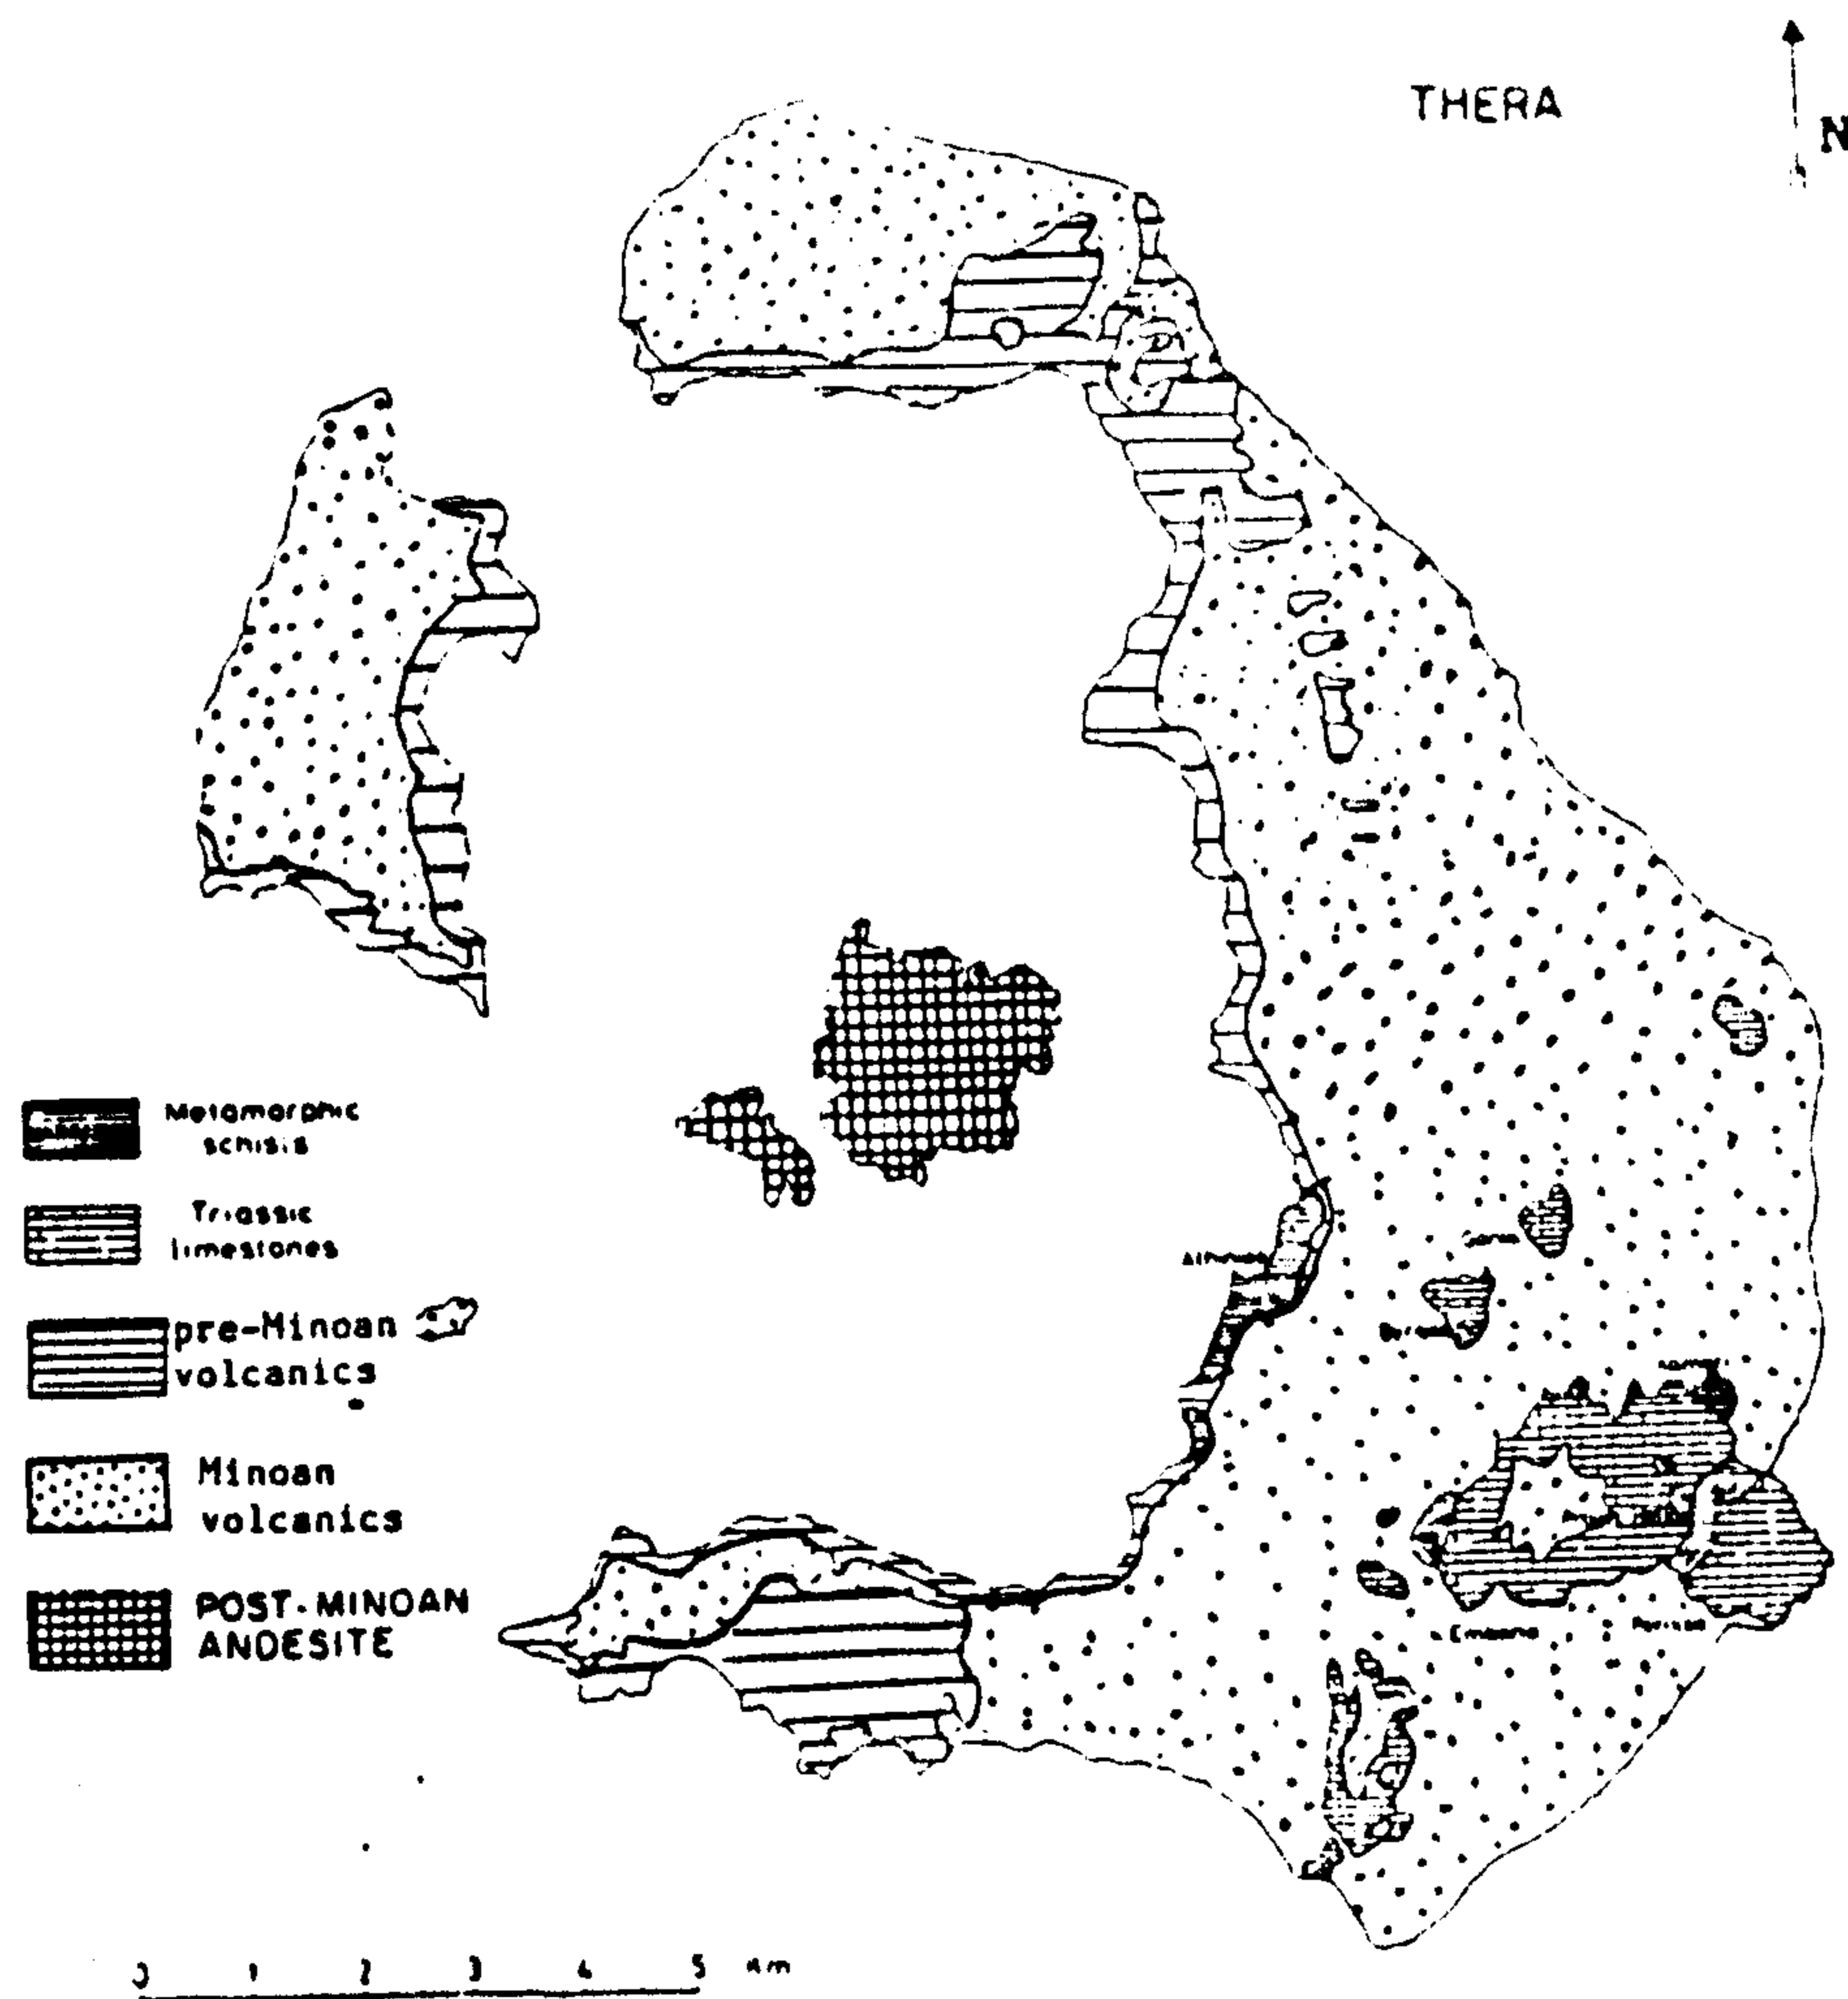 THERA
N
Metamorphic
schists
Triassic
limestones
pre-Minoan
volcanics
Minoan
volcanics
POST-MINOAN
ANDESITE
0 1 2 3 4 5 Km